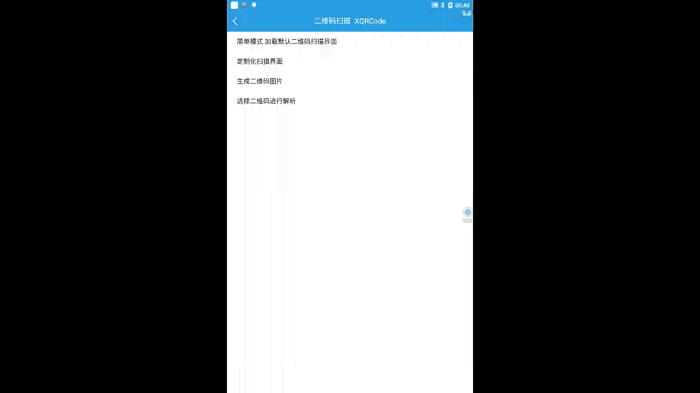 00:40
二维码扫描 XQRCode
简单模式 加载默认二维码扫描界面
定制化扫描界面
生成二维码图片
选择二维码进行解析